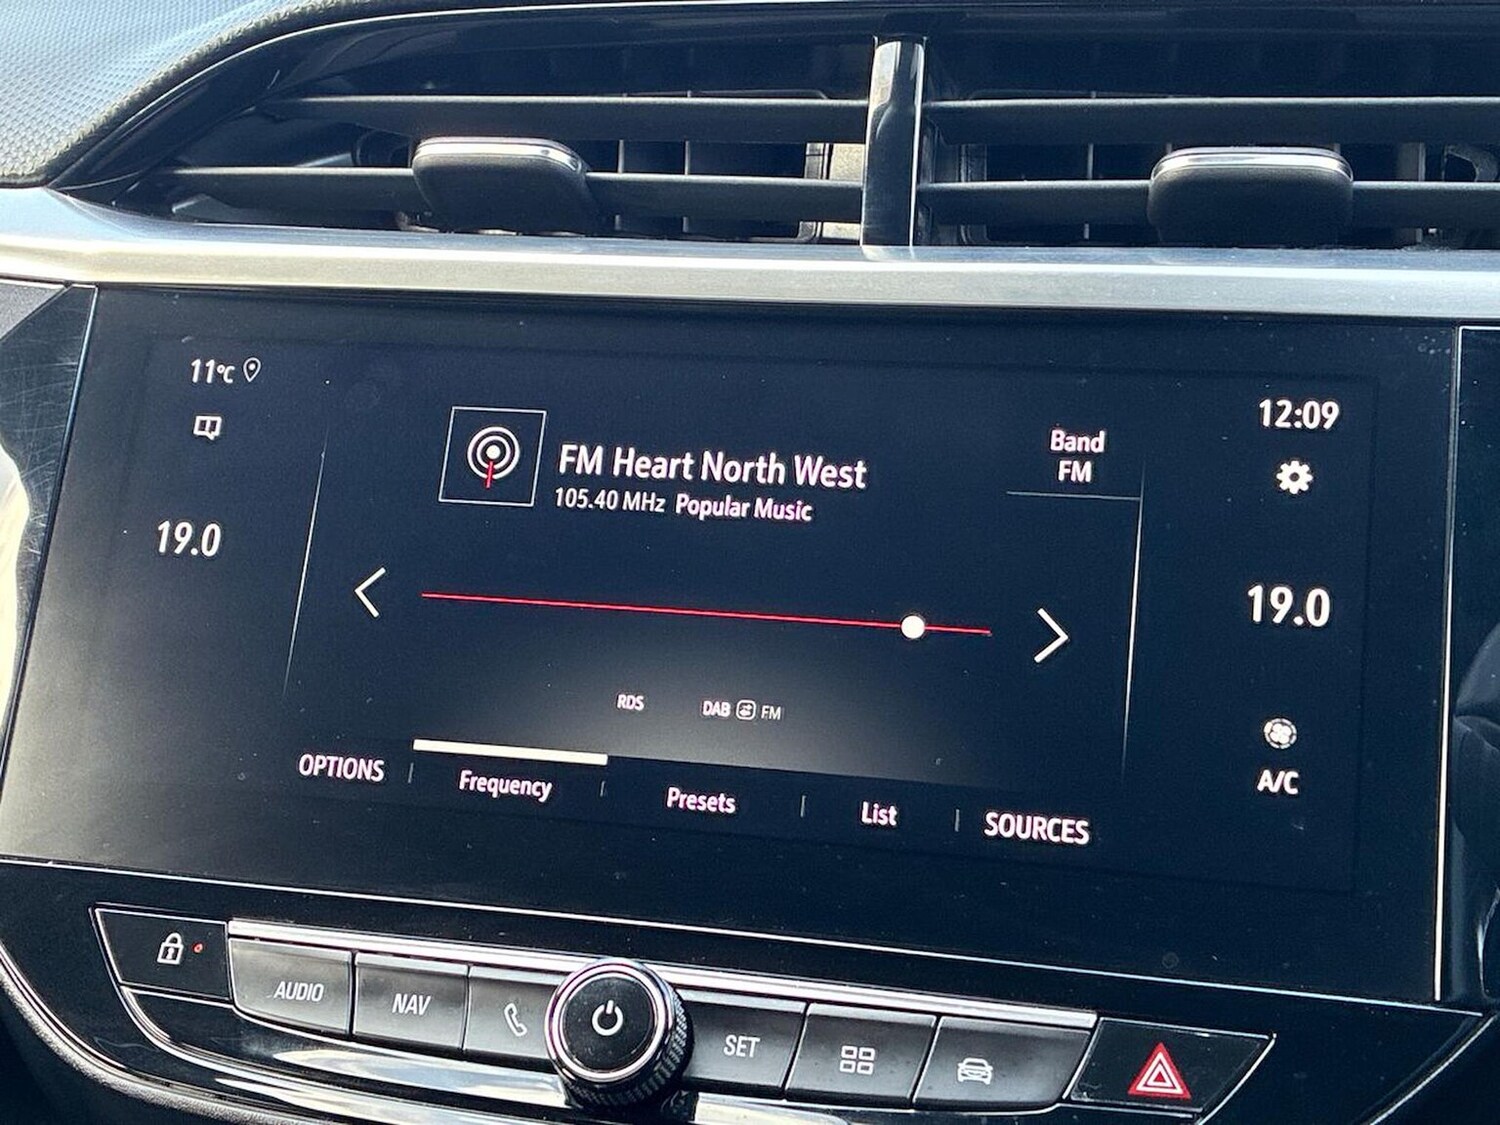 11°C
12:09
FM Heart North West
105.40 MHz Popular Music
Band
FM
19.0
19.0
RDS
DAB FM
A/C
OPTIONS
Frequency
Presets
List
SOURCES
AUDIO
NAV
SET